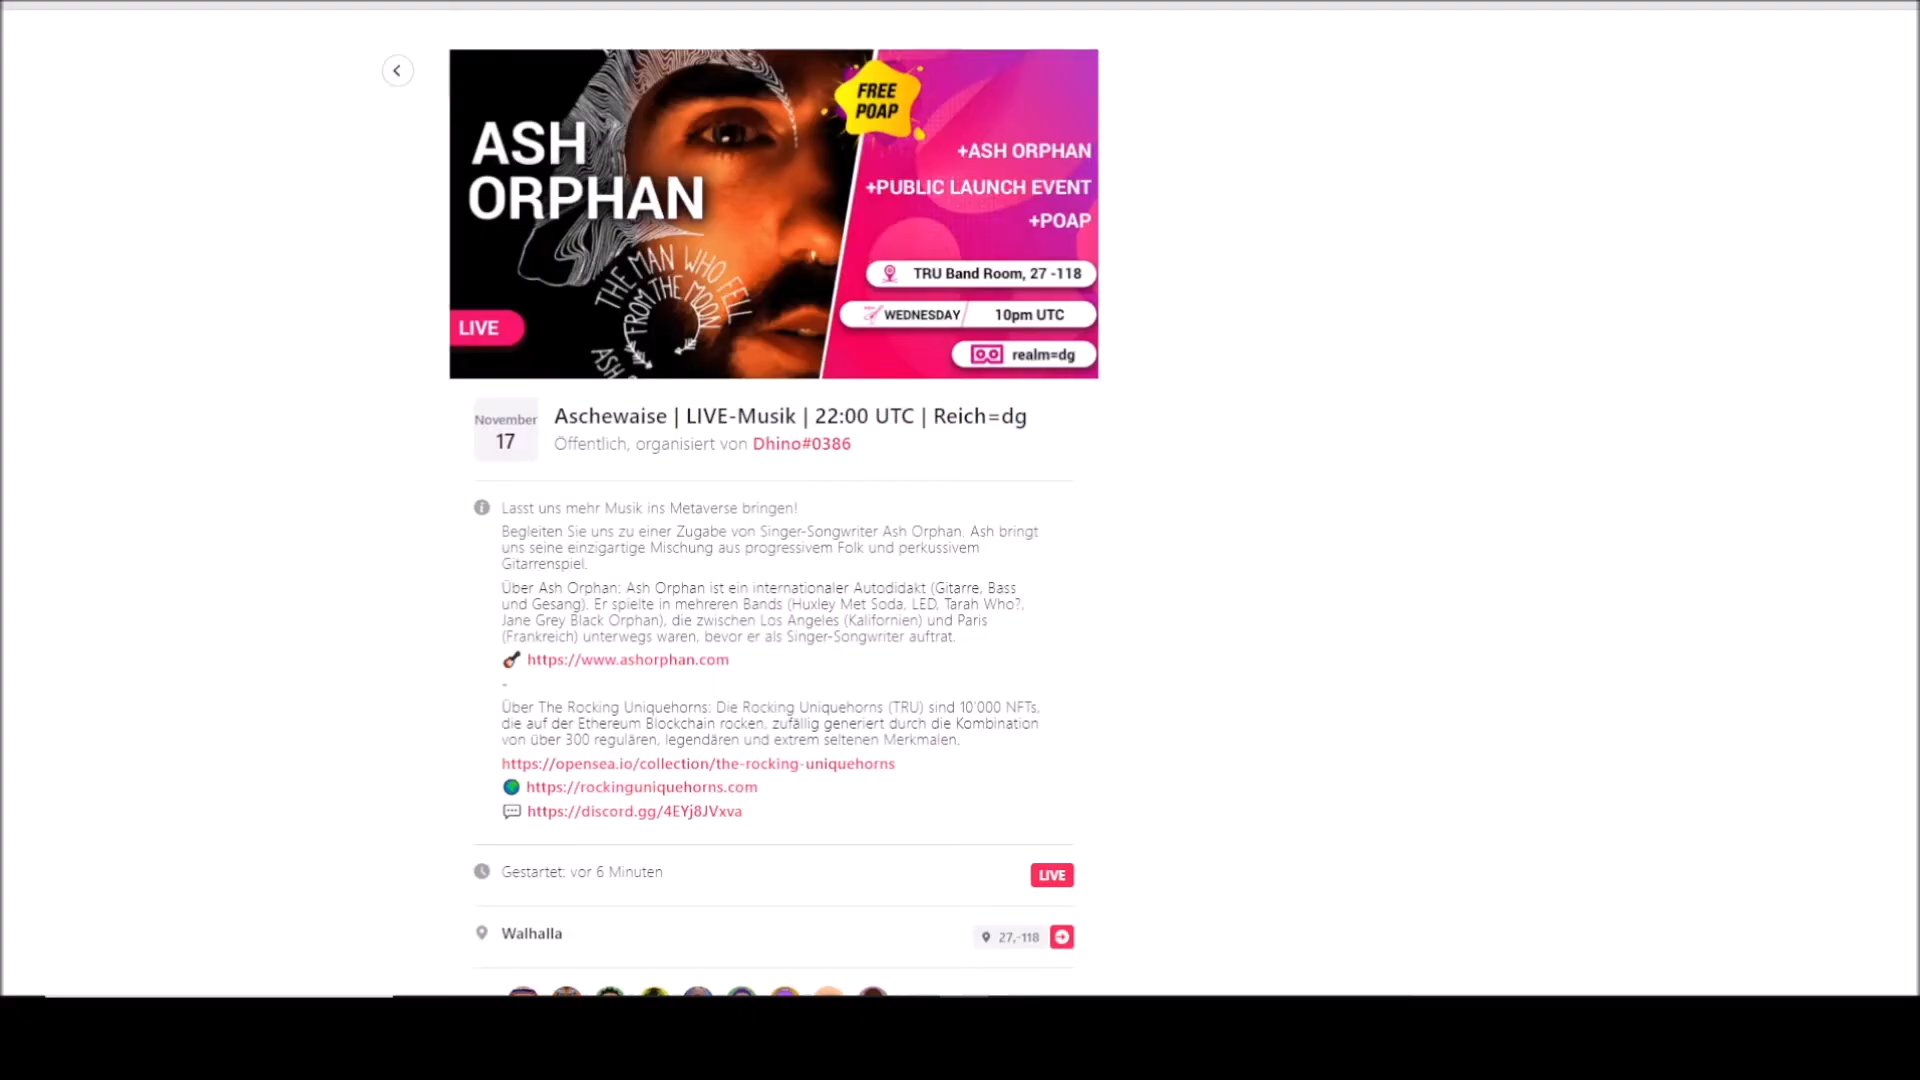 ASH
ORPHAN
THE MAN WHO FELL
FROM THE MOON
LIVE
FREE
POAP
+ASH ORPHAN
+PUBLIC LAUNCH EVENT
+POAP
TRU Band Room, 27 -118
WEDNESDAY 10pm UTC
realm=dg
November
17
Aschewaise | LIVE-Musik | 22:00 UTC | Reich=dg
Öffentlich, organisiert von Dhino#0386
Lasst uns mehr Musik ins Metaverse bringen!
Begleiten Sie uns zu einer Zugabe von Singer-Songwriter Ash Orphan. Ash bringt
uns seine einzigartige Mischung aus progressivem Folk und perkussivem
Gitarrenspiel.
Über Ash Orphan: Ash Orphan ist ein internationaler Autodidakt (Gitarre, Bass
und Gesang). Er spielte in mehreren Bands (Huxley Met Soda, LED, Tarah Who?,
Jane Grey Black Orphan), die zwischen Los Angeles (Kalifornien) und Paris
(Frankreich) unterwegs waren, bevor er als Singer-Songwriter auftrat.
https://www.ashorphan.com
-
Über The Rocking Uniquehorns: Die Rocking Uniquehorns (TRU) sind 10'000 NFTs,
die auf der Ethereum Blockchain rocken, zufällig generiert durch die Kombination
von über 300 regulären, legendären und extrem seltenen Merkmalen.
https://opensea.io/collection/the-rocking-uniquehorns
https://rockinguniquehorns.com
https://discord.gg/4EYj8JVxva
Gestartet: vor 6 Minuten
LIVE
Walhalla
27,-118